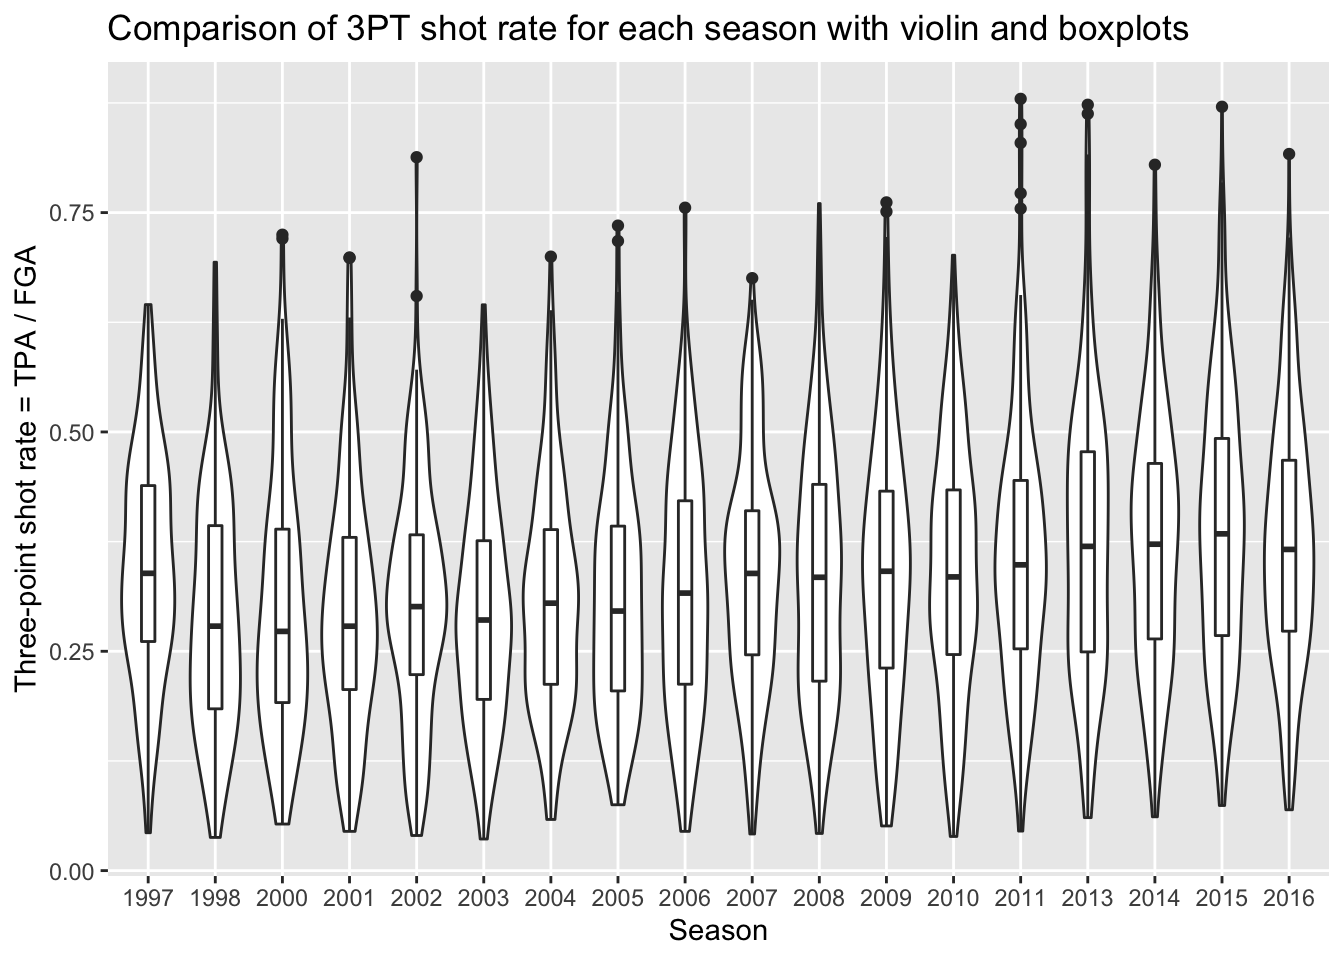 Comparison of 3PT shot rate for each season with violin and boxplots
Three-point shot rate = TPA / FGA
0.75
0.50
0.25
0.00
1997 1998 2000 2001 2002 2003 2004 2005 2006 2007 2008 2009 2010 2011 2013 2014 2015 2016
Season